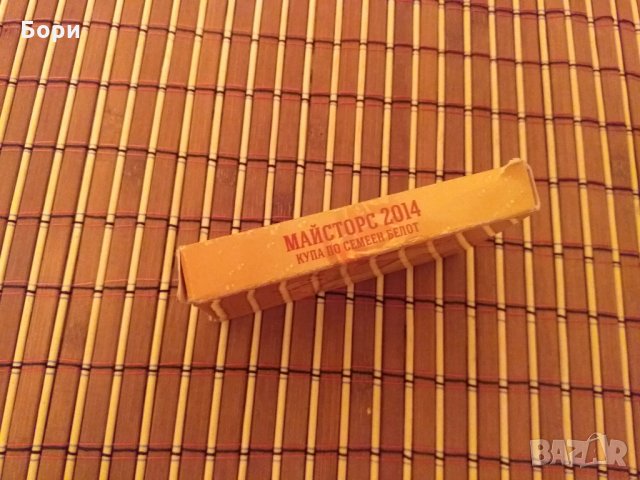 Бори
МАЙСТОРС 2014
КУПА ПО СЕМЕЕН БЕЛОТ
BAZAR